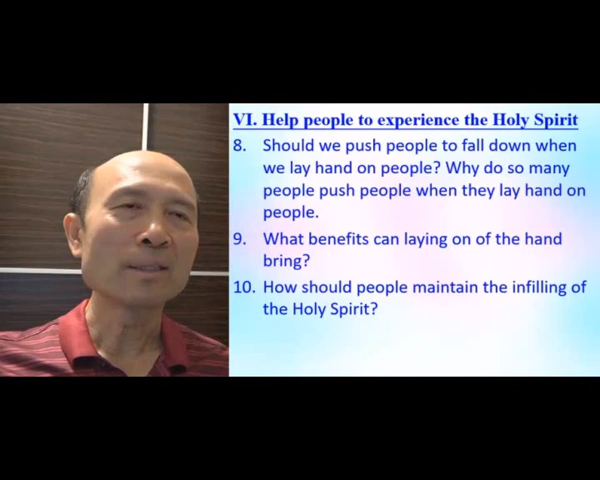 VI. Help people to experience the Holy Spirit
8. Should we push people to fall down when
we lay hand on people? Why do so many
people push people when they lay hand on
people.
9. What benefits can laying on of the hand
bring?
10. How should people maintain the infilling of
the Holy Spirit?